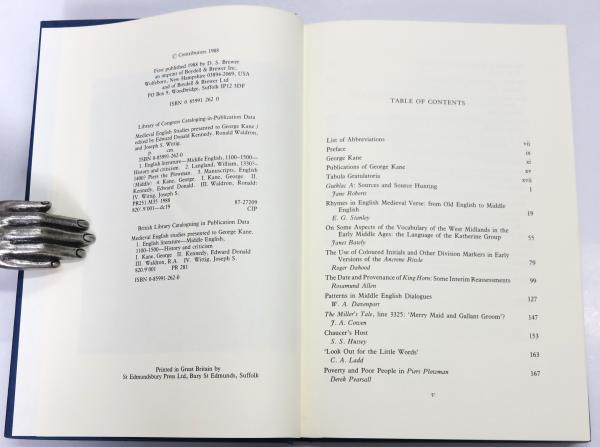 © Contributors 1988
First published 1988 by D. S. Brewer
an imprint of Boydell & Brewer Inc.
Wolfeboro, New Hampshire 03894-2069, USA
and of Boydell & Brewer Ltd
PO Box 9, Woodbridge, Suffolk IP12 3DF
ISBN 0 85991 262 0
Library of Congress Cataloging-in-Publication Data
Medieval English Studies presented to George Kane /
edited by Edward Donald Kennedy, Ronald Waldron,
and Joseph S. Wittig.
p. cm.
ISBN 0-85991-262-0
1. English literature—Middle English, 1100-1500—
History and criticism. 2. Langland, William, 1330?-
1400? Piers the Plowman. 3. Manuscripts, English
(Middle) 4. Kane, George. I. Kane, George. II.
Kennedy, Edward Donald. III. Waldron, Ronald.
IV. Wittig, Joseph S.
PR251.M35 1988
820'.9'001—dc19 87-27209
CIP
British Library Cataloguing in Publication Data
Medieval English studies presented to George Kane.
1. English literature—Middle English,
1100-1500—History and criticism
I. Kane, George II. Kennedy, Edward Donald
III. Waldron, R.A. IV. Wittig, Joseph S.
820.9'001 PR 281
ISBN 0-85991-262-0
Printed in Great Britain by
St Edmundsbury Press Ltd, Bury St Edmunds, Suffolk
TABLE OF CONTENTS
List of Abbreviations vii
Preface ix
George Kane xi
Publications of George Kane xv
Tabula Gratulatoria xvii
Guthlac A: Sources and Source Hunting 1
Jane Roberts
Rhymes in English Medieval Verse: from Old English to Middle
English 19
E. G. Stanley
On Some Aspects of the Vocabulary of the West Midlands in the
Early Middle Ages: the Language of the Katherine Group 55
Janet Bately
The Use of Coloured Initials and Other Division Markers in Early
Versions of the Ancrene Riwle 79
Roger Dahood
The Date and Provenance of King Horn: Some Interim Reassessments 99
Rosamund Allen
Patterns in Middle English Dialogues 127
W. A. Davenport
The Miller's Tale, line 3325: 'Merry Maid and Gallant Groom'? 147
J. A. Cowen
Chaucer's Host 153
S. S. Hussey
'Look Out for the Little Words' 163
C. A. Ladd
Poverty and Poor People in Piers Plowman 167
Derek Pearsall
v